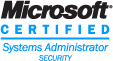 Microsoft®
CERTIFIED
Systems Administrator
SECURITY